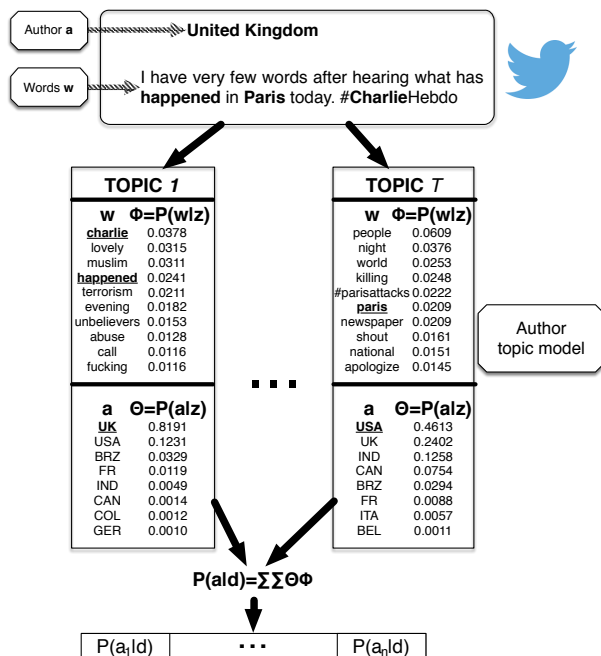 Author a
United Kingdom
Words w
I have very few words after hearing what has
happened in Paris today. #CharlieHebdo
TOPIC 1
w Φ=P(w|z)
charlie 0.0378
lovely 0.0315
muslim 0.0311
happened 0.0241
terrorism 0.0211
evening 0.0182
unbelievers 0.0153
abuse 0.0128
call 0.0116
fucking 0.0116
a Θ=P(a|z)
UK 0.8191
USA 0.1231
BRZ 0.0329
FR 0.0119
IND 0.0049
CAN 0.0014
COL 0.0012
GER 0.0010
...
TOPIC T
w Φ=P(w|z)
people 0.0609
night 0.0376
world 0.0253
killing 0.0248
#parisattacks 0.0222
paris 0.0209
newspaper 0.0209
shout 0.0161
national 0.0151
apologize 0.0145
a Θ=P(a|z)
USA 0.4613
UK 0.2402
IND 0.1258
CAN 0.0754
BRZ 0.0294
FR 0.0088
ITA 0.0057
BEL 0.0011
Author
topic model
P(a|d)=∑∑ΘΦ
P(a₁|d) ... P(aₙ|d)